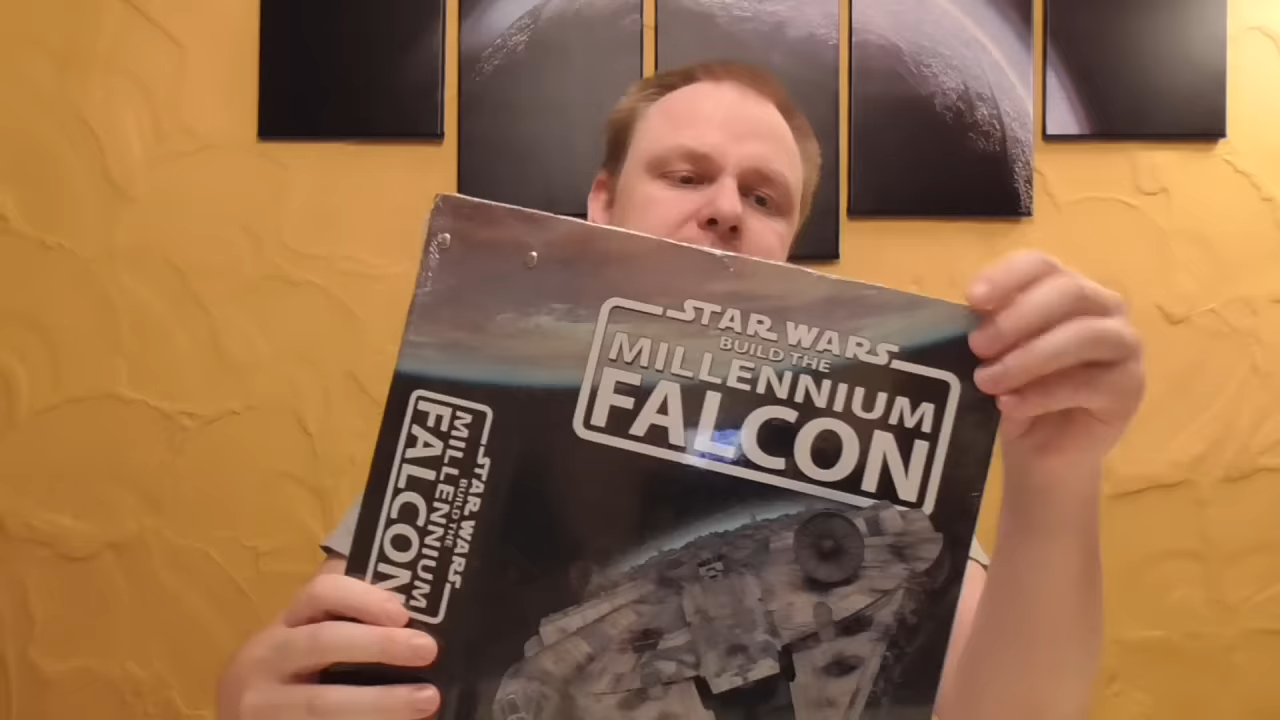 STAR WARS
BUILD THE
MILLENNIUM
FALCON
STAR WARS
BUILD THE
MILLENNIUM
FALCON